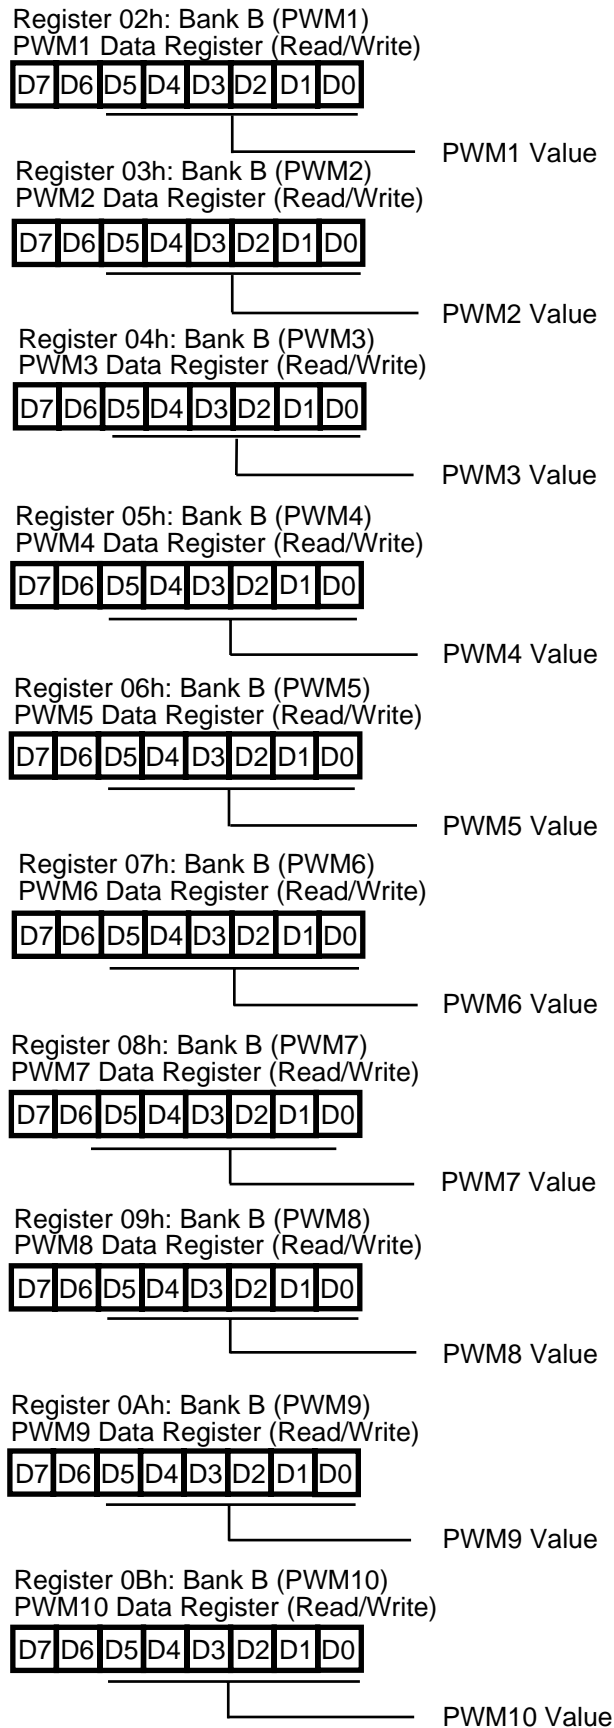 Register 02h: Bank B (PWM1)
PWM1 Data Register (Read/Write)
D7 D6 D5 D4 D3 D2 D1 D0
PWM1 Value
Register 03h: Bank B (PWM2)
PWM2 Data Register (Read/Write)
D7 D6 D5 D4 D3 D2 D1 D0
PWM2 Value
Register 04h: Bank B (PWM3)
PWM3 Data Register (Read/Write)
D7 D6 D5 D4 D3 D2 D1 D0
PWM3 Value
Register 05h: Bank B (PWM4)
PWM4 Data Register (Read/Write)
D7 D6 D5 D4 D3 D2 D1 D0
PWM4 Value
Register 06h: Bank B (PWM5)
PWM5 Data Register (Read/Write)
D7 D6 D5 D4 D3 D2 D1 D0
PWM5 Value
Register 07h: Bank B (PWM6)
PWM6 Data Register (Read/Write)
D7 D6 D5 D4 D3 D2 D1 D0
PWM6 Value
Register 08h: Bank B (PWM7)
PWM7 Data Register (Read/Write)
D7 D6 D5 D4 D3 D2 D1 D0
PWM7 Value
Register 09h: Bank B (PWM8)
PWM8 Data Register (Read/Write)
D7 D6 D5 D4 D3 D2 D1 D0
PWM8 Value
Register 0Ah: Bank B (PWM9)
PWM9 Data Register (Read/Write)
D7 D6 D5 D4 D3 D2 D1 D0
PWM9 Value
Register 0Bh: Bank B (PWM10)
PWM10 Data Register (Read/Write)
D7 D6 D5 D4 D3 D2 D1 D0
PWM10 Value